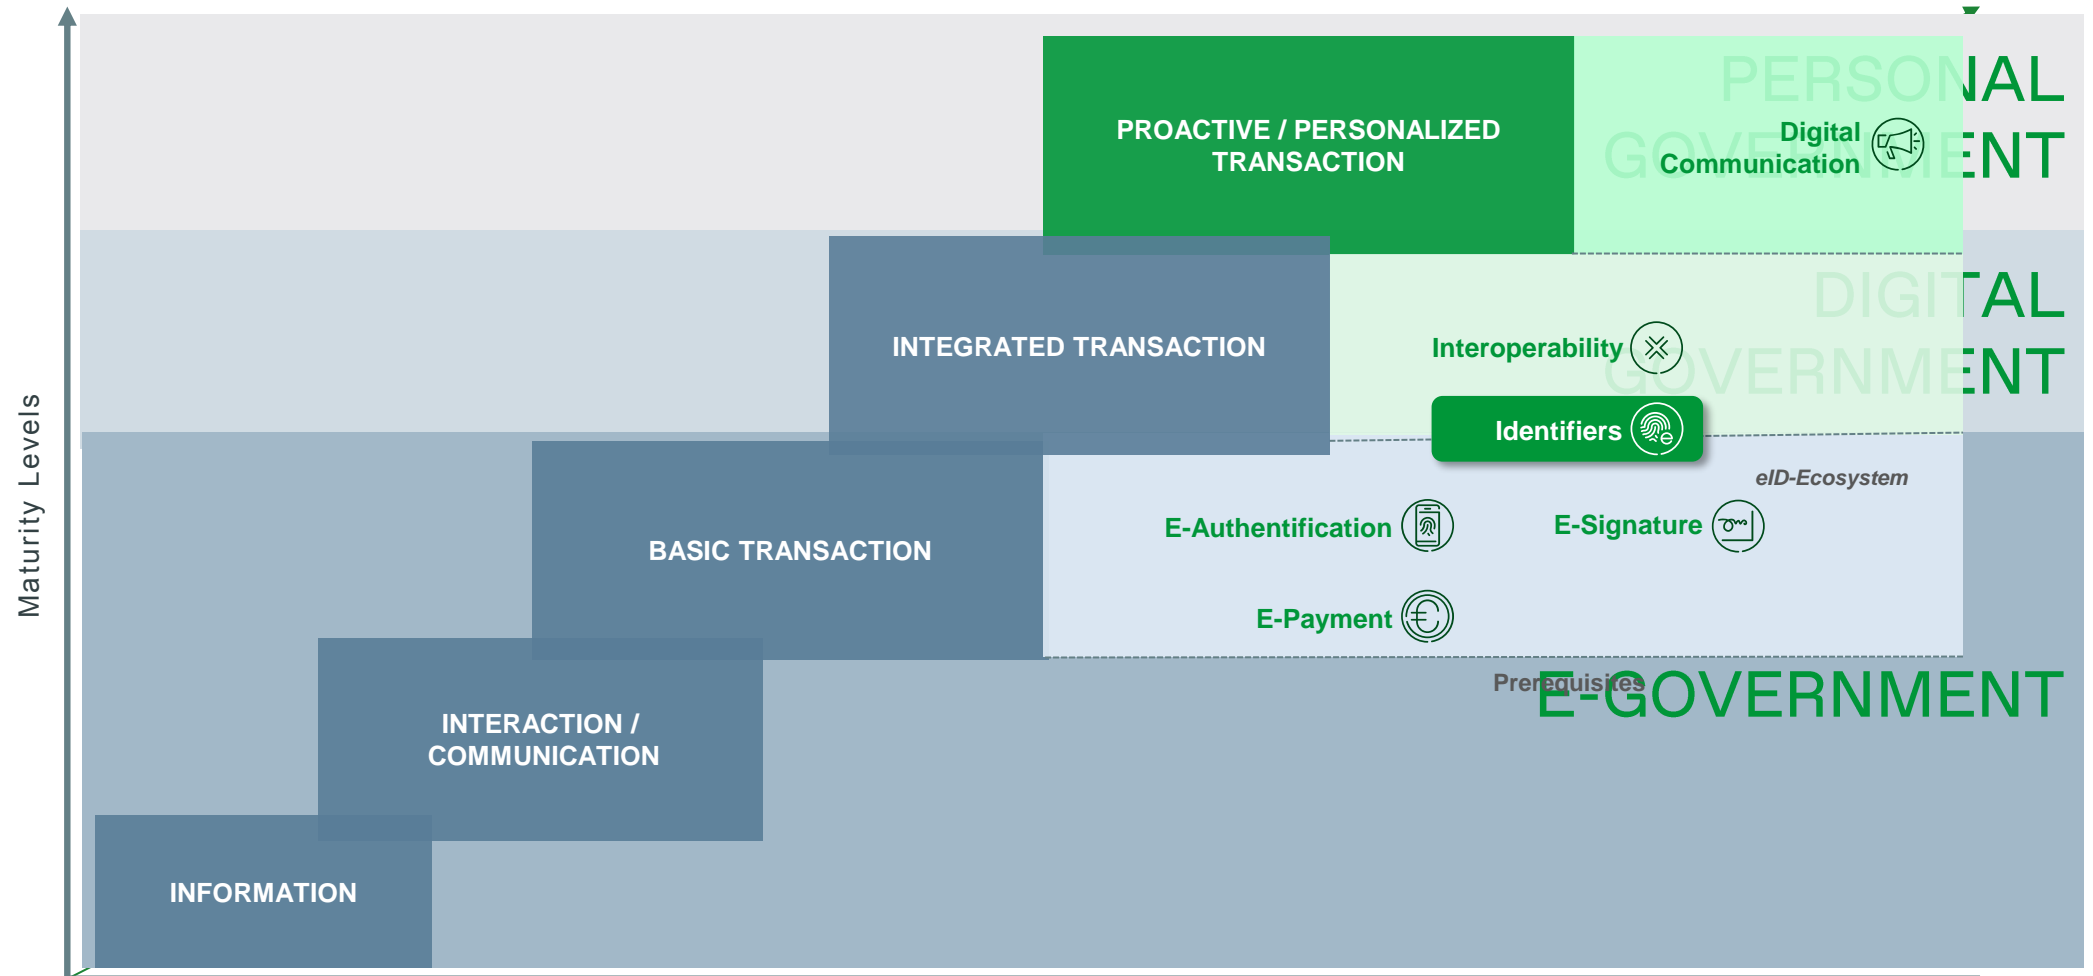 PERSONAL
GOVERNMENT
PROACTIVE / PERSONALIZED
TRANSACTION
Digital
Communication
DIGITAL
GOVERNMENT
INTEGRATED TRANSACTION
Interoperability
Identifiers
e
eID-Ecosystem
Maturity Levels
BASIC TRANSACTION
E-Authentification
E-Signature
E-Payment
Prerequisites
E-GOVERNMENT
INTERACTION /
COMMUNICATION
INFORMATION